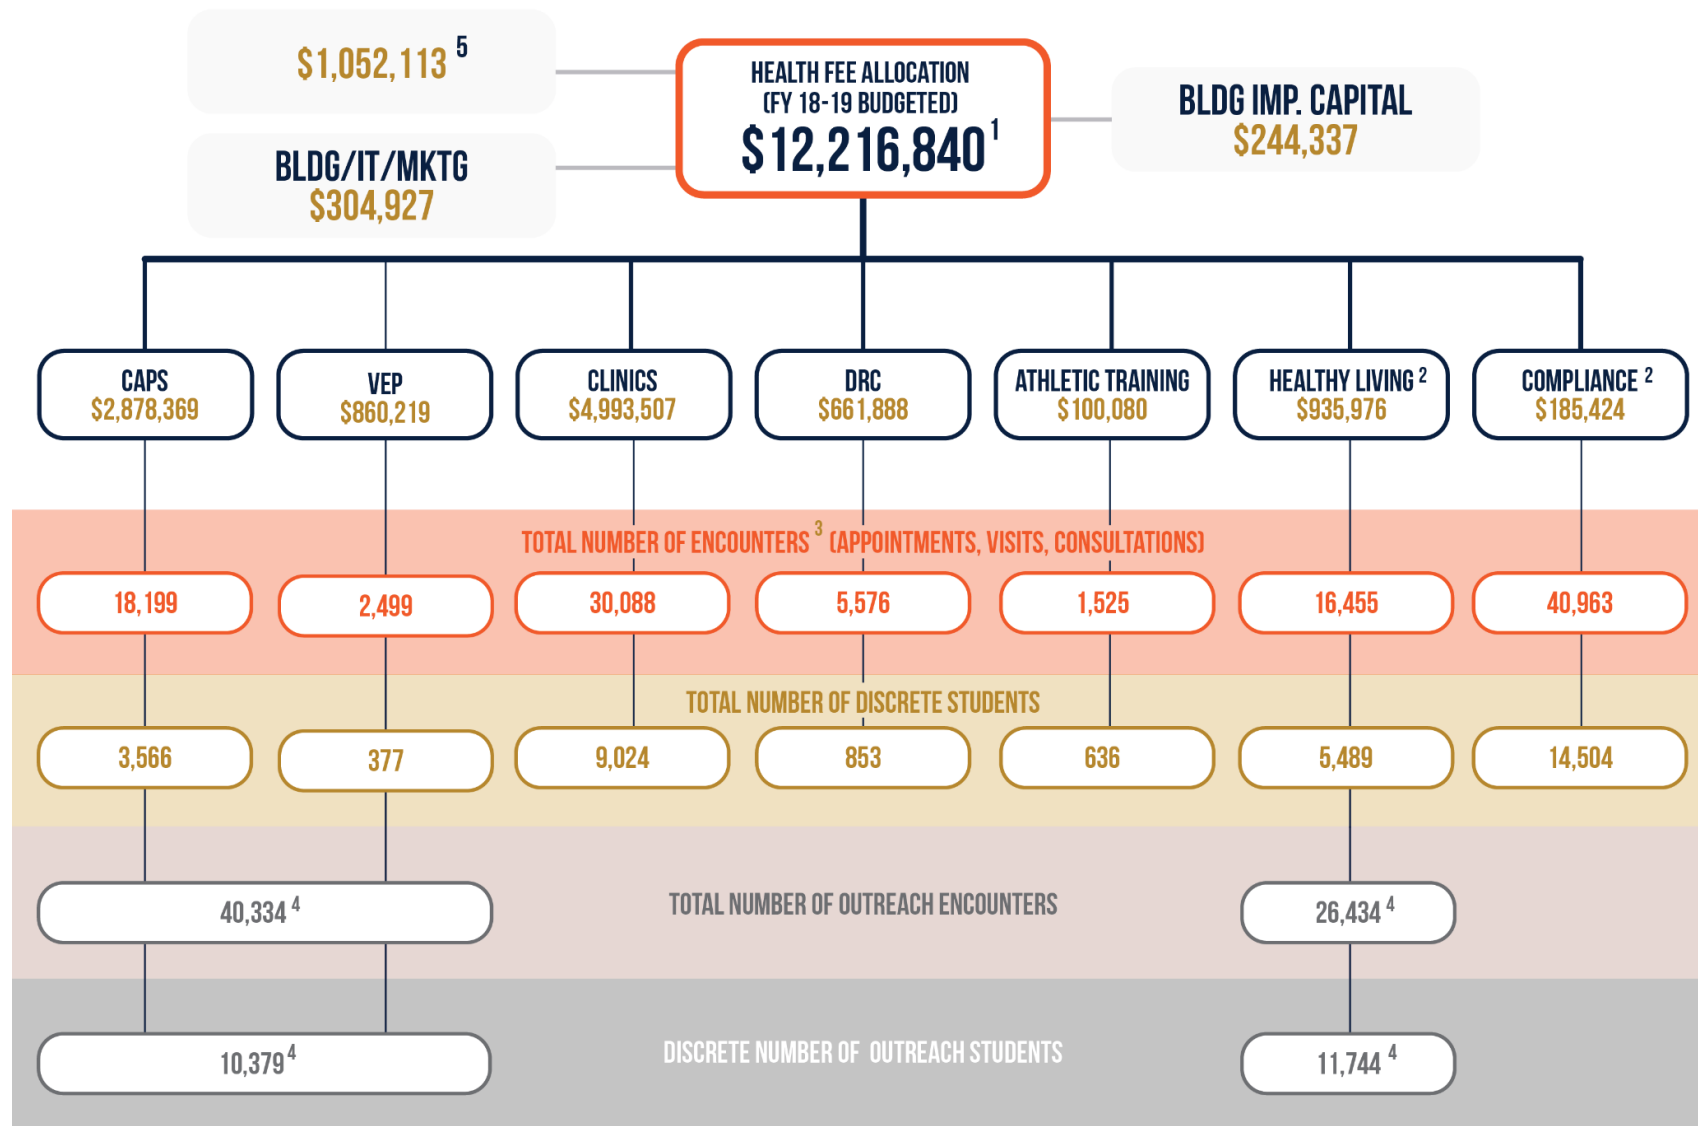 $1,052,113 5
HEALTH FEE ALLOCATION
(FY 18-19 BUDGETED)
$12,216,840 1
BLDG IMP. CAPITAL
$244,337
BLDG/IT/MKTG
$304,927
CAPS
$2,878,369
VEP
$860,219
CLINICS
$4,993,507
DRC
$661,888
ATHLETIC TRAINING
$100,080
HEALTHY LIVING 2
$935,976
COMPLIANCE 2
$185,424
TOTAL NUMBER OF ENCOUNTERS 3 (APPOINTMENTS, VISITS, CONSULTATIONS)
18,199
2,499
30,088
5,576
1,525
16,455
40,963
TOTAL NUMBER OF DISCRETE STUDENTS
3,566
377
9,024
853
636
5,489
14,504
40,334 4
TOTAL NUMBER OF OUTREACH ENCOUNTERS
26,434 4
10,379 4
DISCRETE NUMBER OF OUTREACH STUDENTS
11,744 4